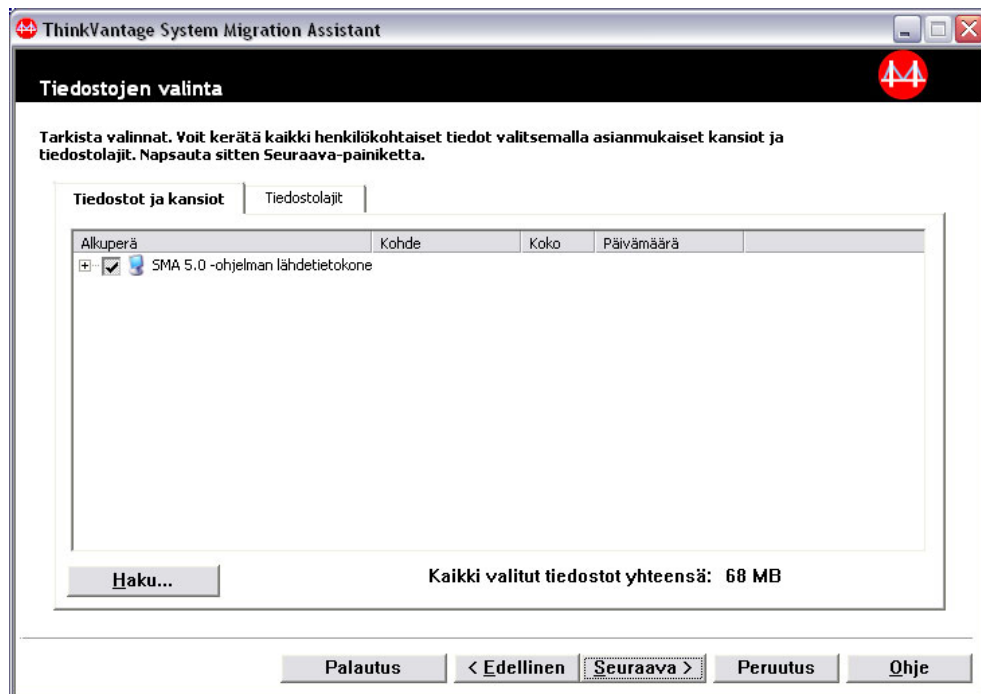 ThinkVantage System Migration Assistant
Tiedostojen valinta
Tarkista valinnat. Voit kerätä kaikki henkilökohtaiset tiedot valitsemalla asianmukaiset kansiot ja
tiedostolajit. Napsauta sitten Seuraava-painiketta.
Tiedostot ja kansiot Tiedostolajit
Alkuperä Kohde Koko Päivämäärä
SMA 5.0 -ohjelman lähdetietokone
Haku... Kaikki valitut tiedostot yhteensä: 68 MB
Palautus < Edellinen Seuraava > Peruutus Ohje